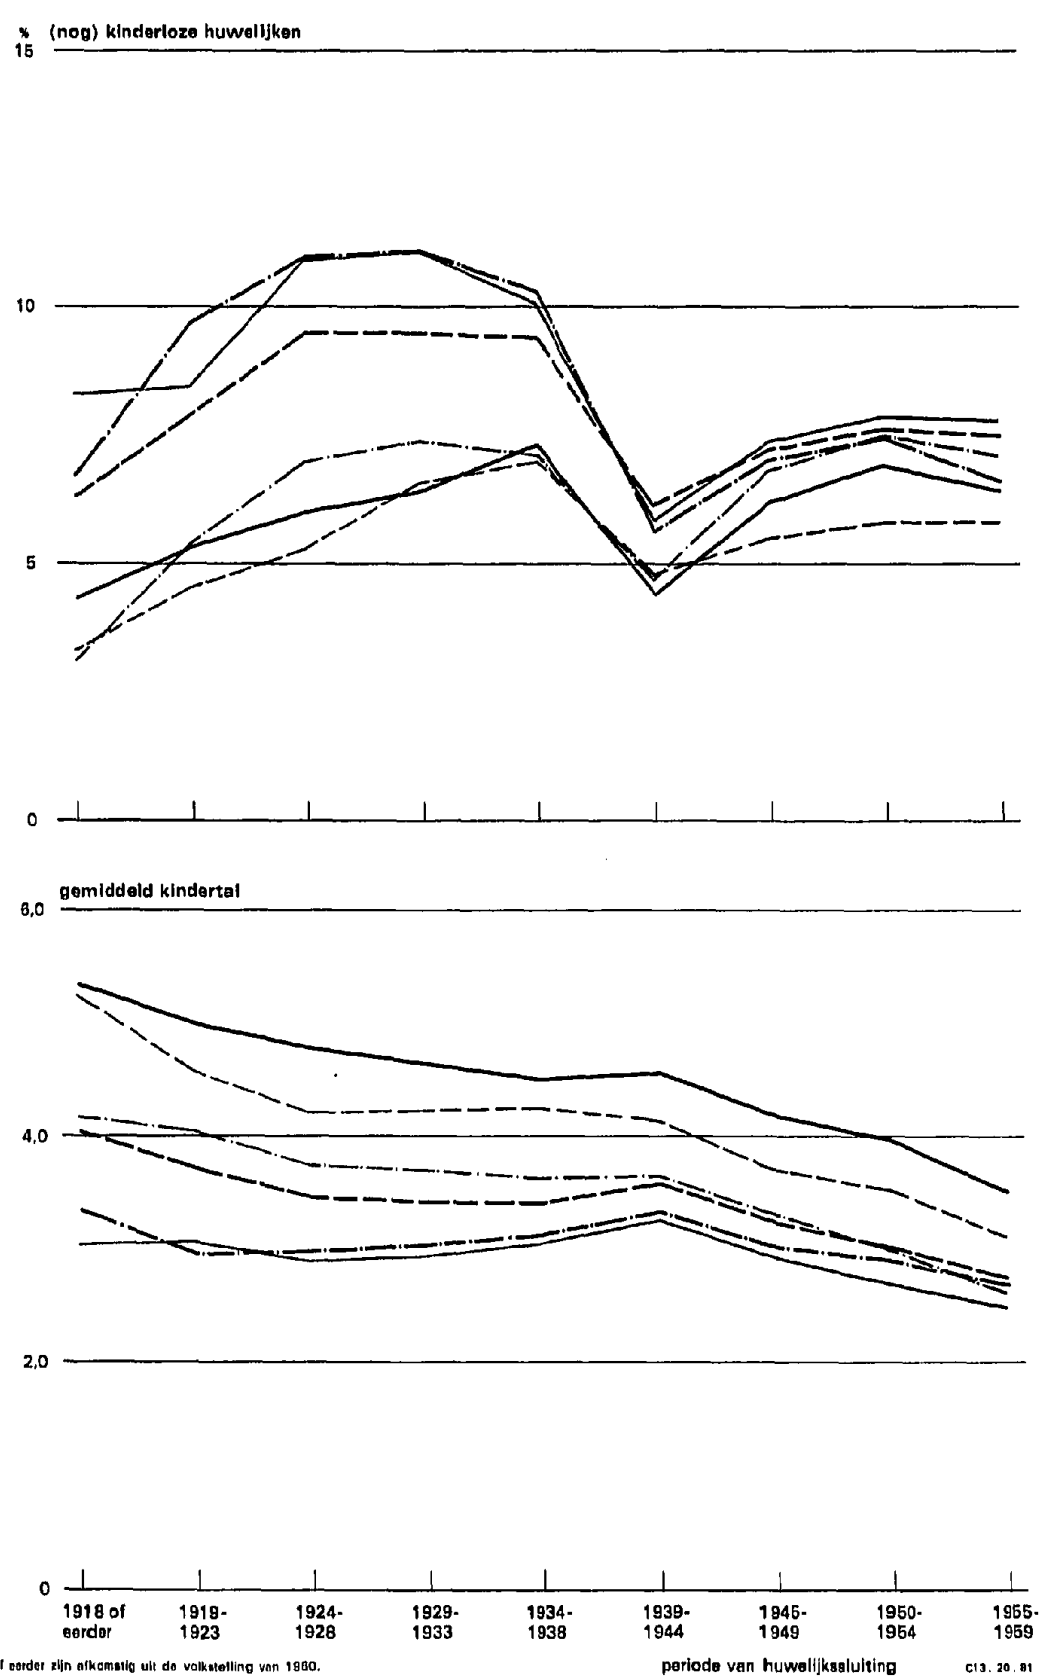 % (nog) kinderloze huwelijken
15
10
5
0
gemiddeld kindertal
6,0
4,0
2,0
0
1918 of 1919- 1924- 1929- 1934- 1939- 1945- 1950- 1955-
eerder 1923 1928 1933 1938 1944 1949 1954 1959
f eerder zijn afkomstig uit de volkstelling van 1960. periode van huwelijkssluiting C13. 20. 81